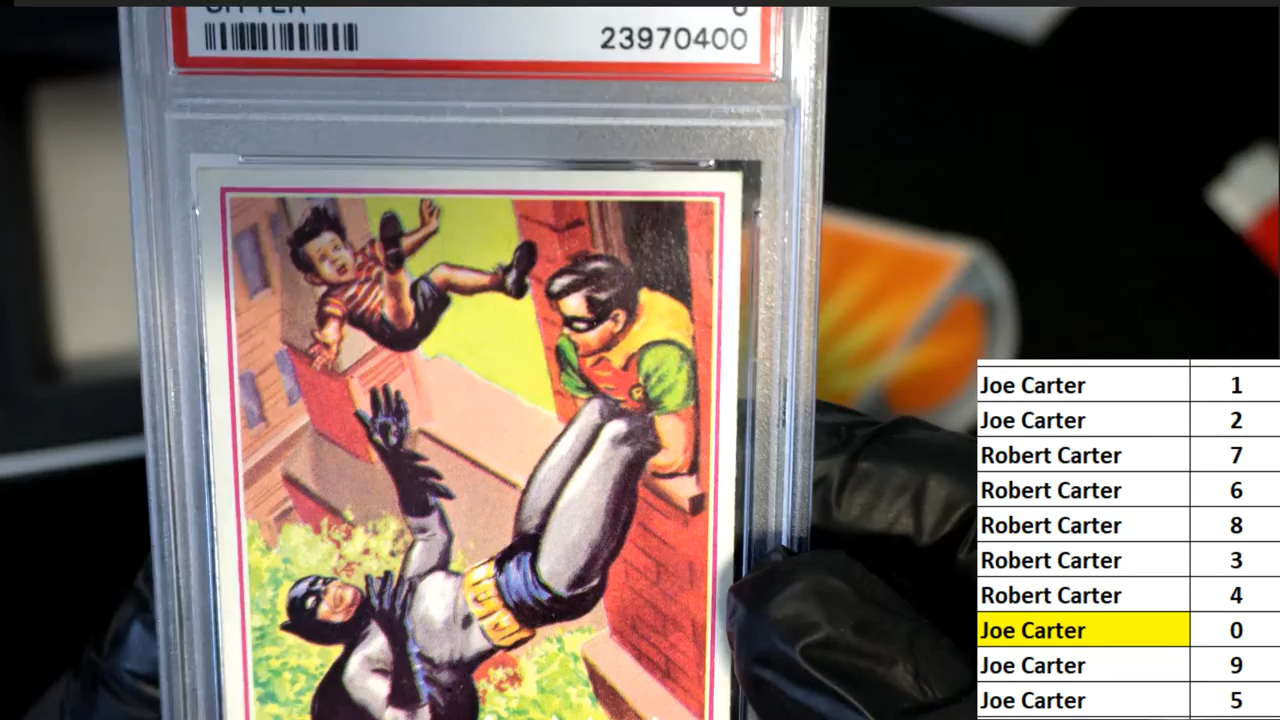 23970400
Joe Carter 1
Joe Carter 2
Robert Carter 7
Robert Carter 6
Robert Carter 8
Robert Carter 3
Robert Carter 4
Joe Carter 0
Joe Carter 9
Joe Carter 5